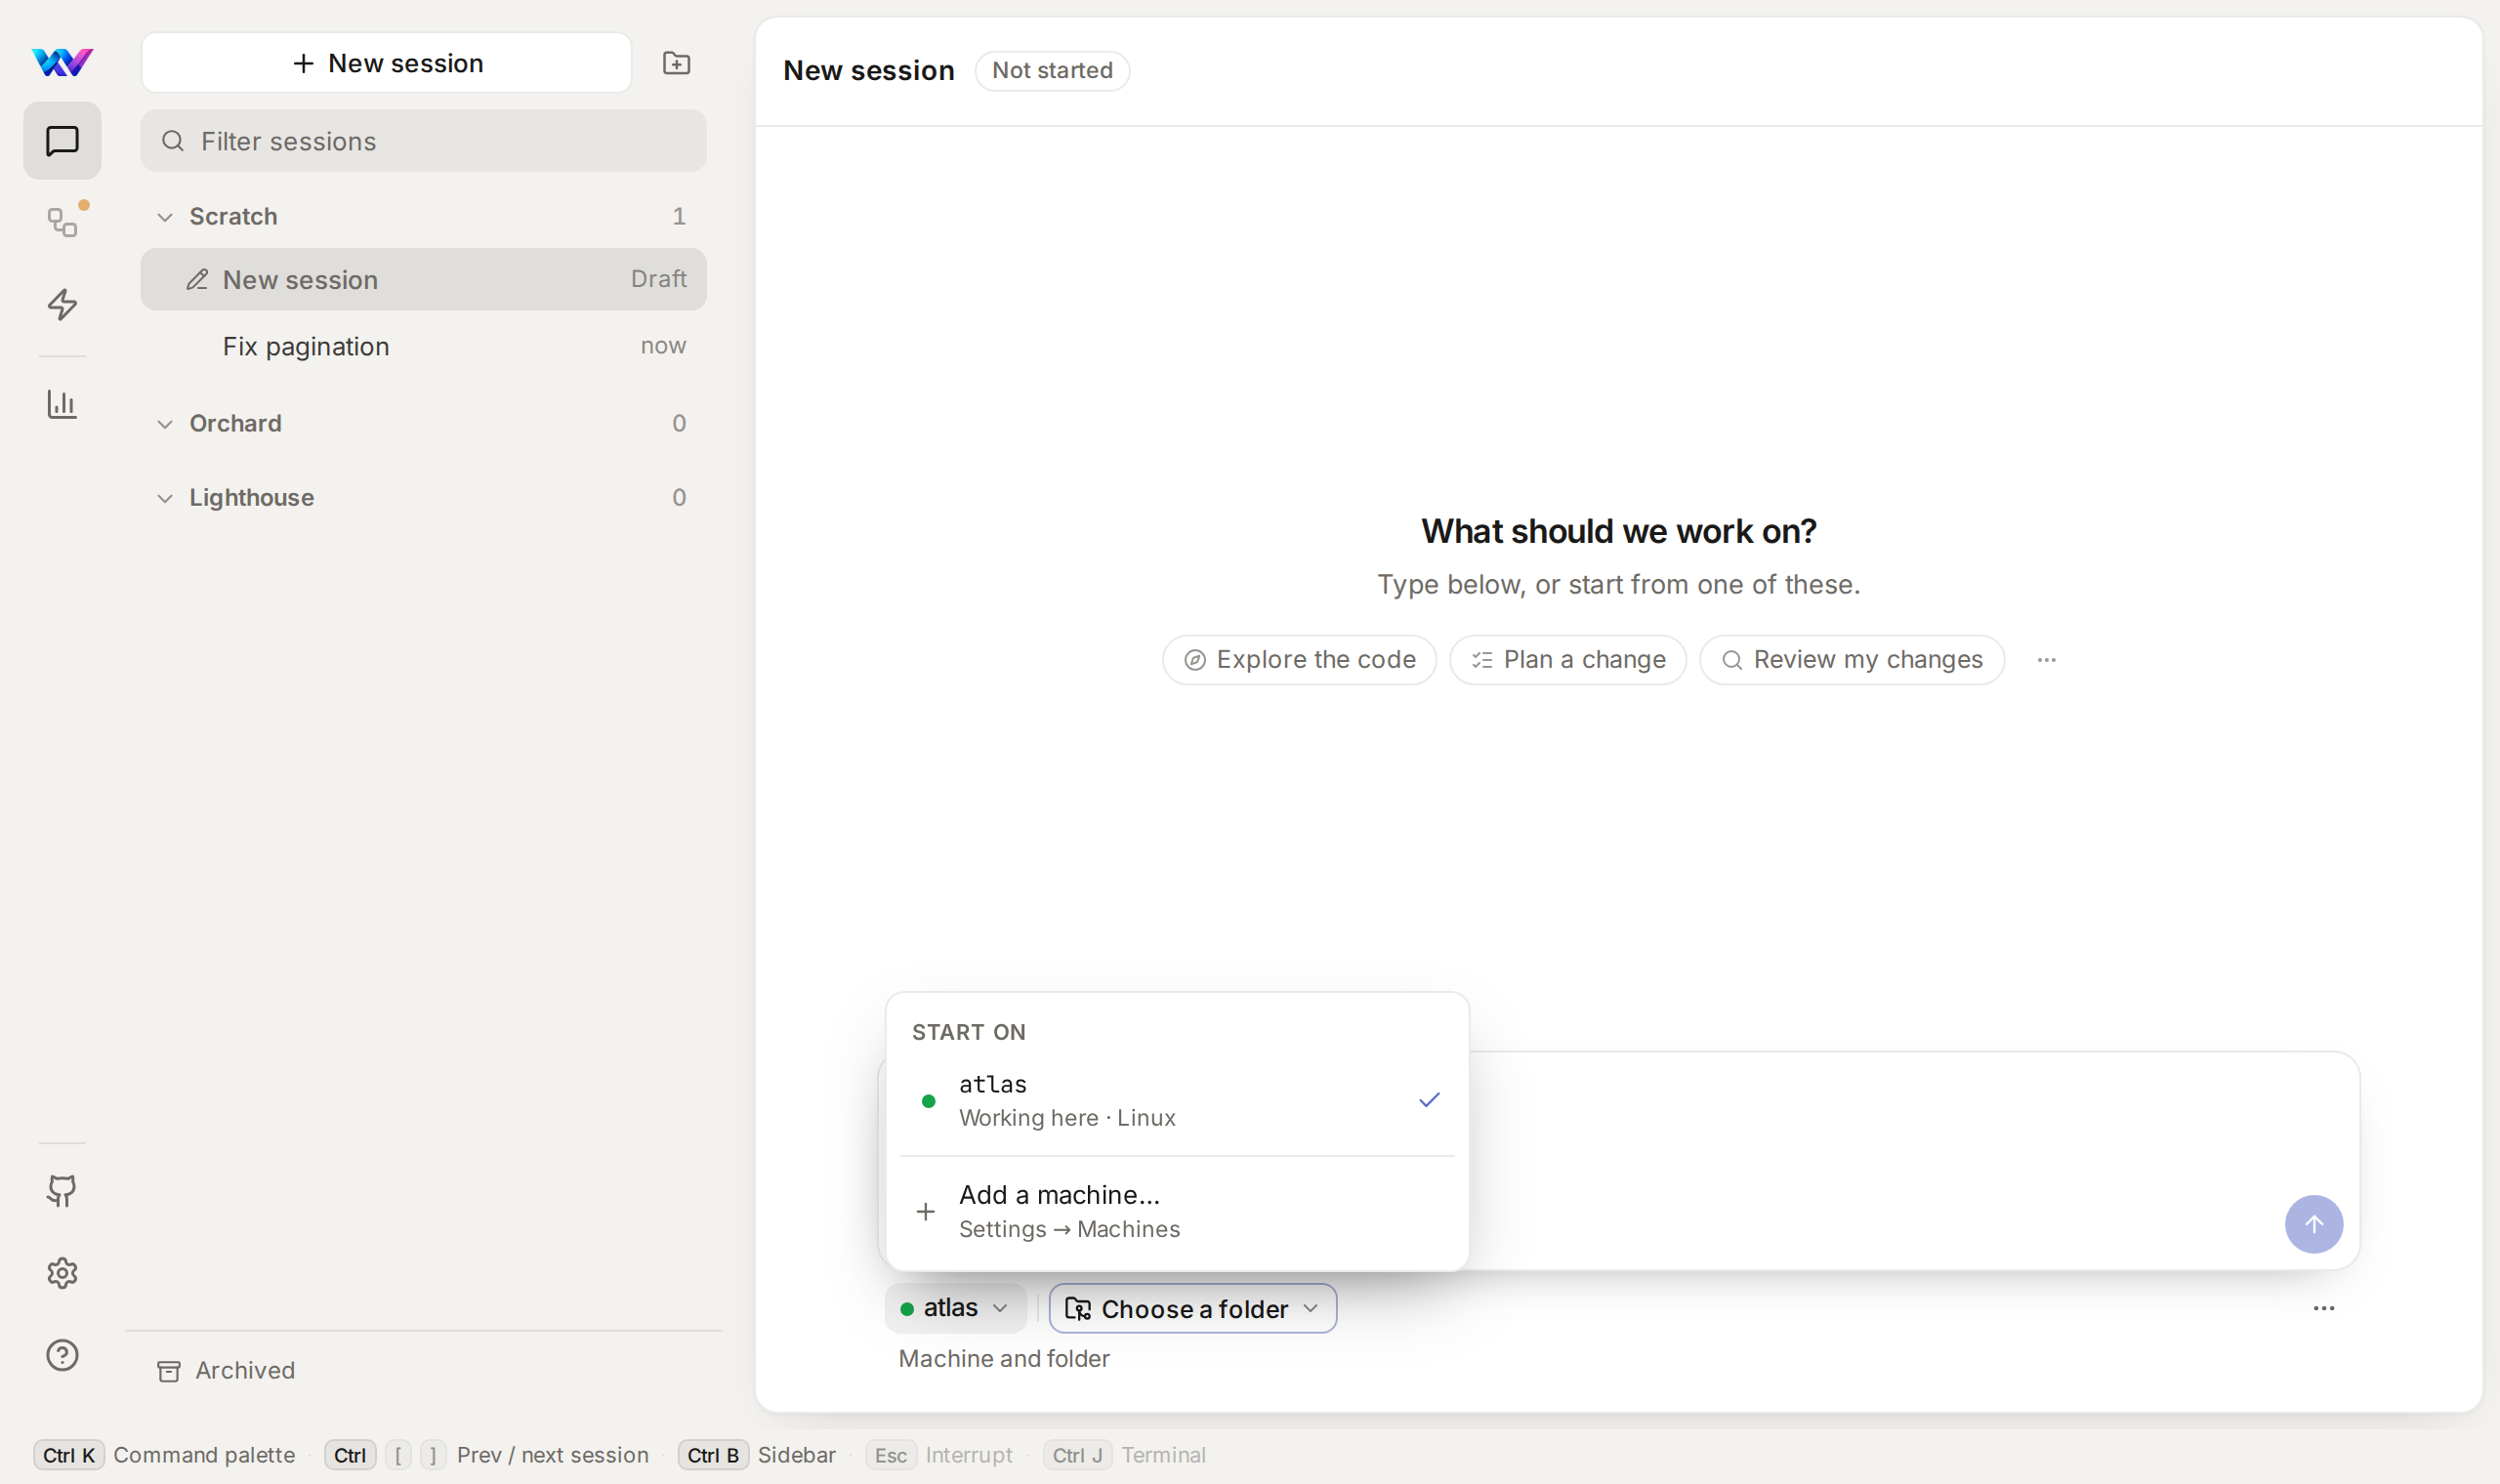 New session
Filter sessions
Scratch 1
New session Draft
Fix pagination now
Orchard 0
Lighthouse 0
Archived
New session Not started
What should we work on?
Type below, or start from one of these.
Explore the code Plan a change Review my changes
START ON
atlas
Working here · Linux
Add a machine...
Settings → Machines
atlas Choose a folder
Machine and folder
Ctrl K Command palette · Ctrl [ ] Prev / next session · Ctrl B Sidebar · Esc Interrupt · Ctrl J Terminal